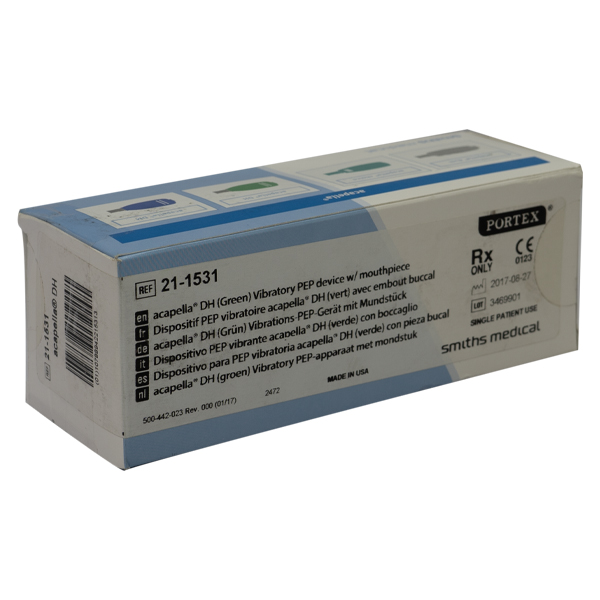 acapella®
PORTEX®
REF 21-1531
Rx
ONLY
CE
0123
2017-08-27
LOT 3469901
SINGLE PATIENT USE
smiths medical
en acapella® DH (Green) Vibratory PEP device w/ mouthpiece
fr Dispositif PEP vibratoire acapella® DH (vert) avec embout buccal
de acapella® DH (Grün) Vibrations-PEP-Gerät mit Mundstück
it Dispositivo PEP vibrante acapella® DH (verde) con boccaglio
es Dispositivo para PEP vibratoria acapella® DH (verde) con pieza bucal
nl acapella® DH (groen) Vibratory PEP-apparaat met mondstuk
MADE IN USA
500-442-023 Rev. 000 (01/17)
2472
REF 21-1531
acapella® DH